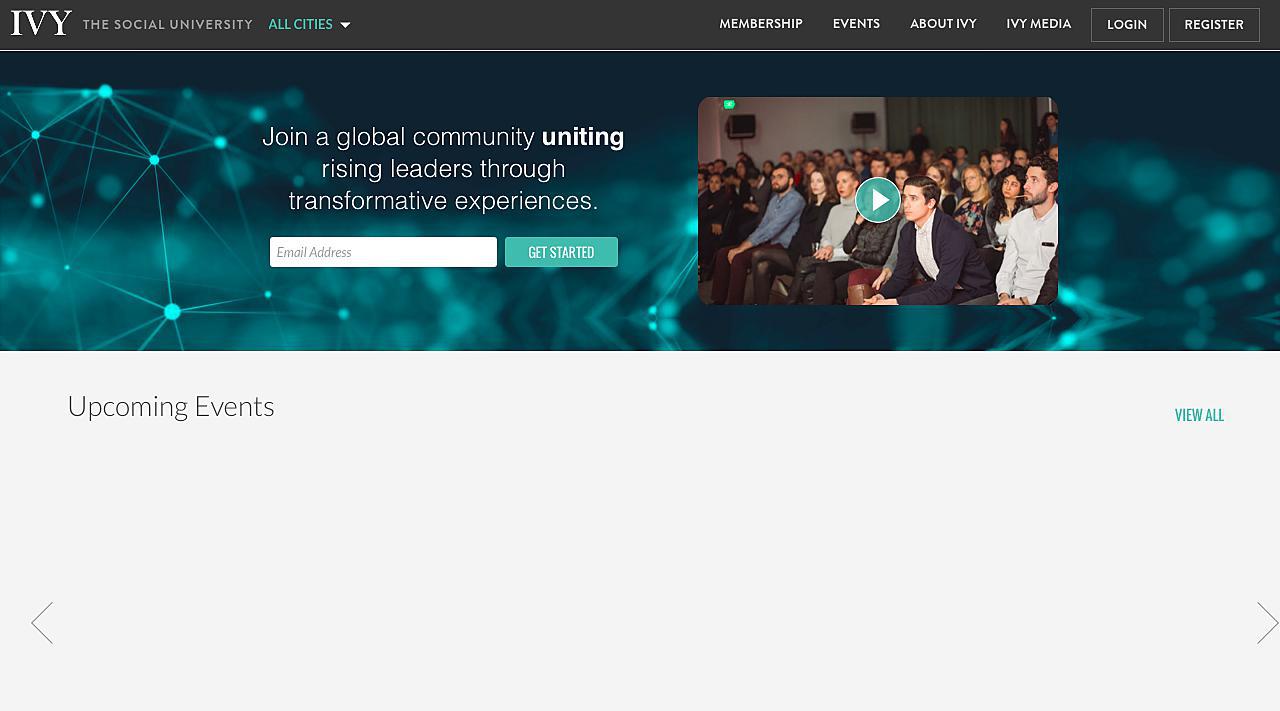 IVY THE SOCIAL UNIVERSITY ALL CITIES MEMBERSHIP EVENTS ABOUT IVY IVY MEDIA LOGIN REGISTER
Join a global community uniting
rising leaders through
transformative experiences.
Email Address GET STARTED
Upcoming Events
VIEW ALL